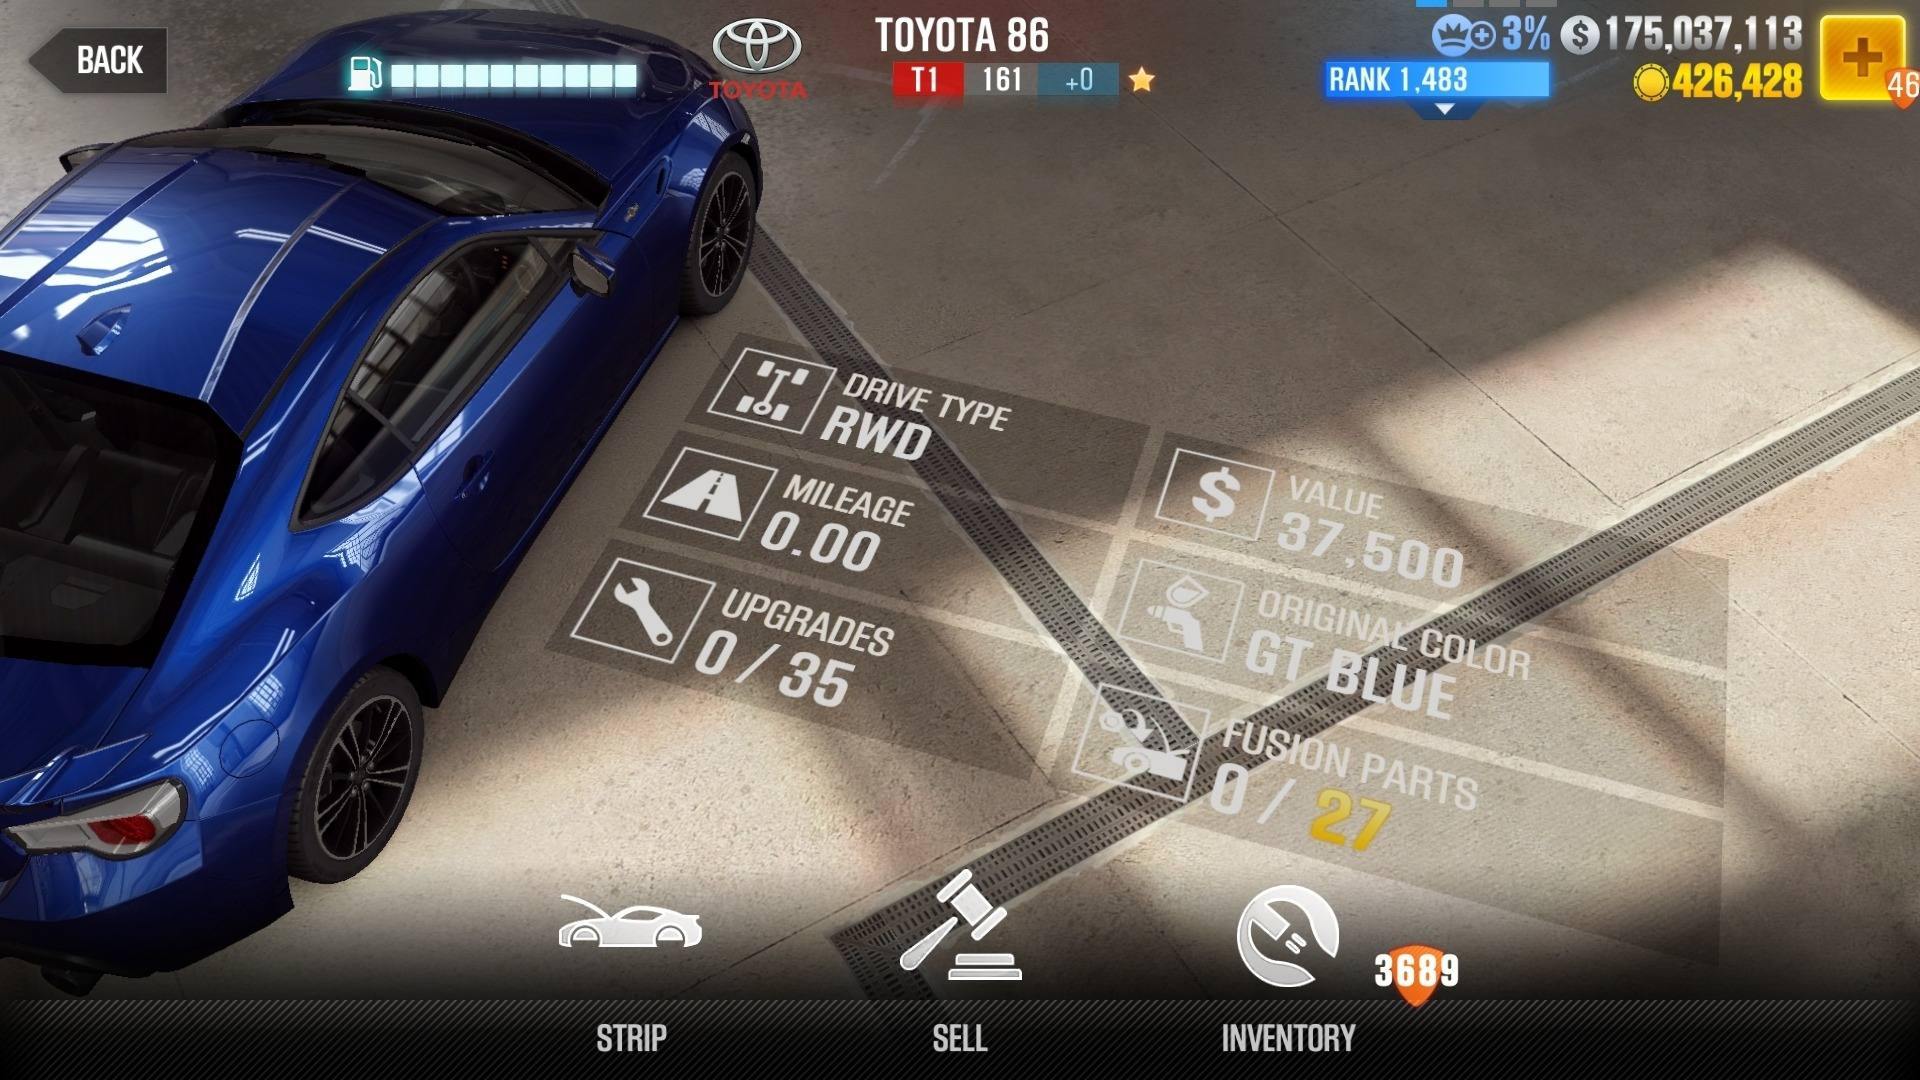 BACK
TOYOTA
TOYOTA 86
T1 161 +0
3%
175,037,113
RANK 1,483
426,428
46
DRIVE TYPE
RWD
MILEAGE
0.00
UPGRADES
0/35
VALUE
37,500
ORIGINAL COLOR
GT BLUE
FUSION PARTS
0/27
3689
STRIP
SELL
INVENTORY